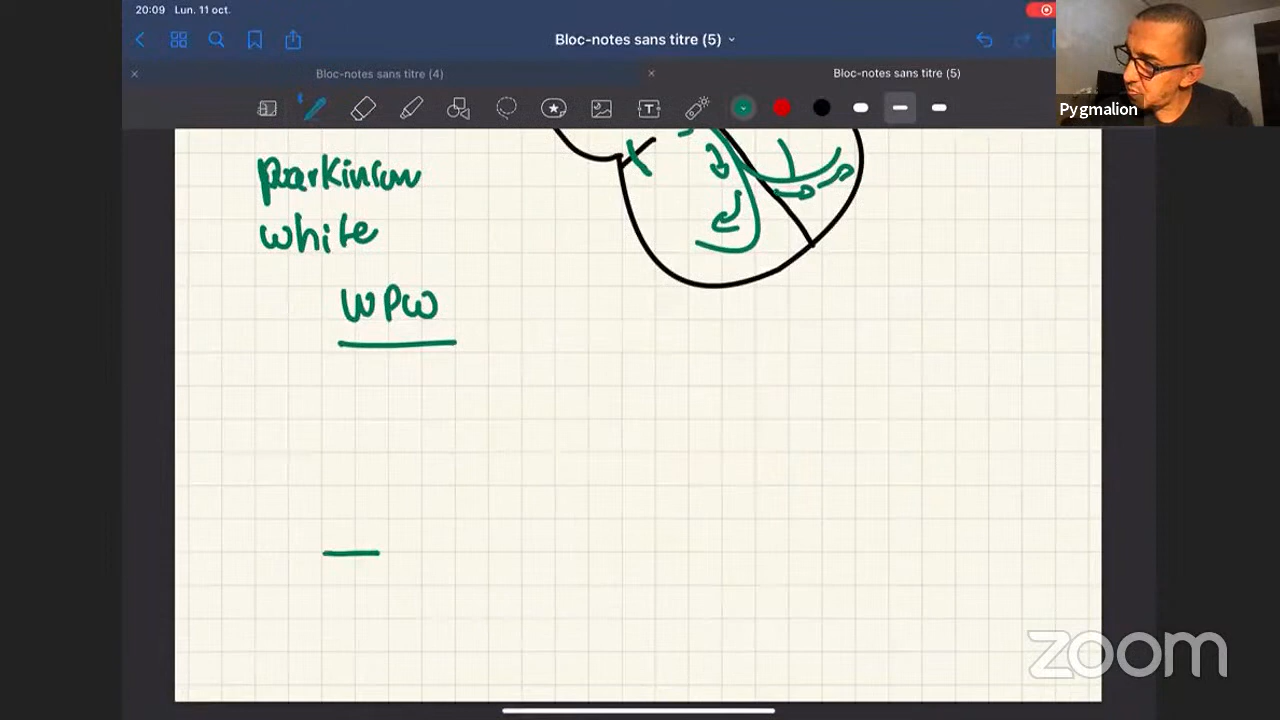 20:09 Lun. 11 oct.
Bloc-notes sans titre (5)
Bloc-notes sans titre (4)
Bloc-notes sans titre (5)
Pygmalion
parkinson
white
WPW
zoom